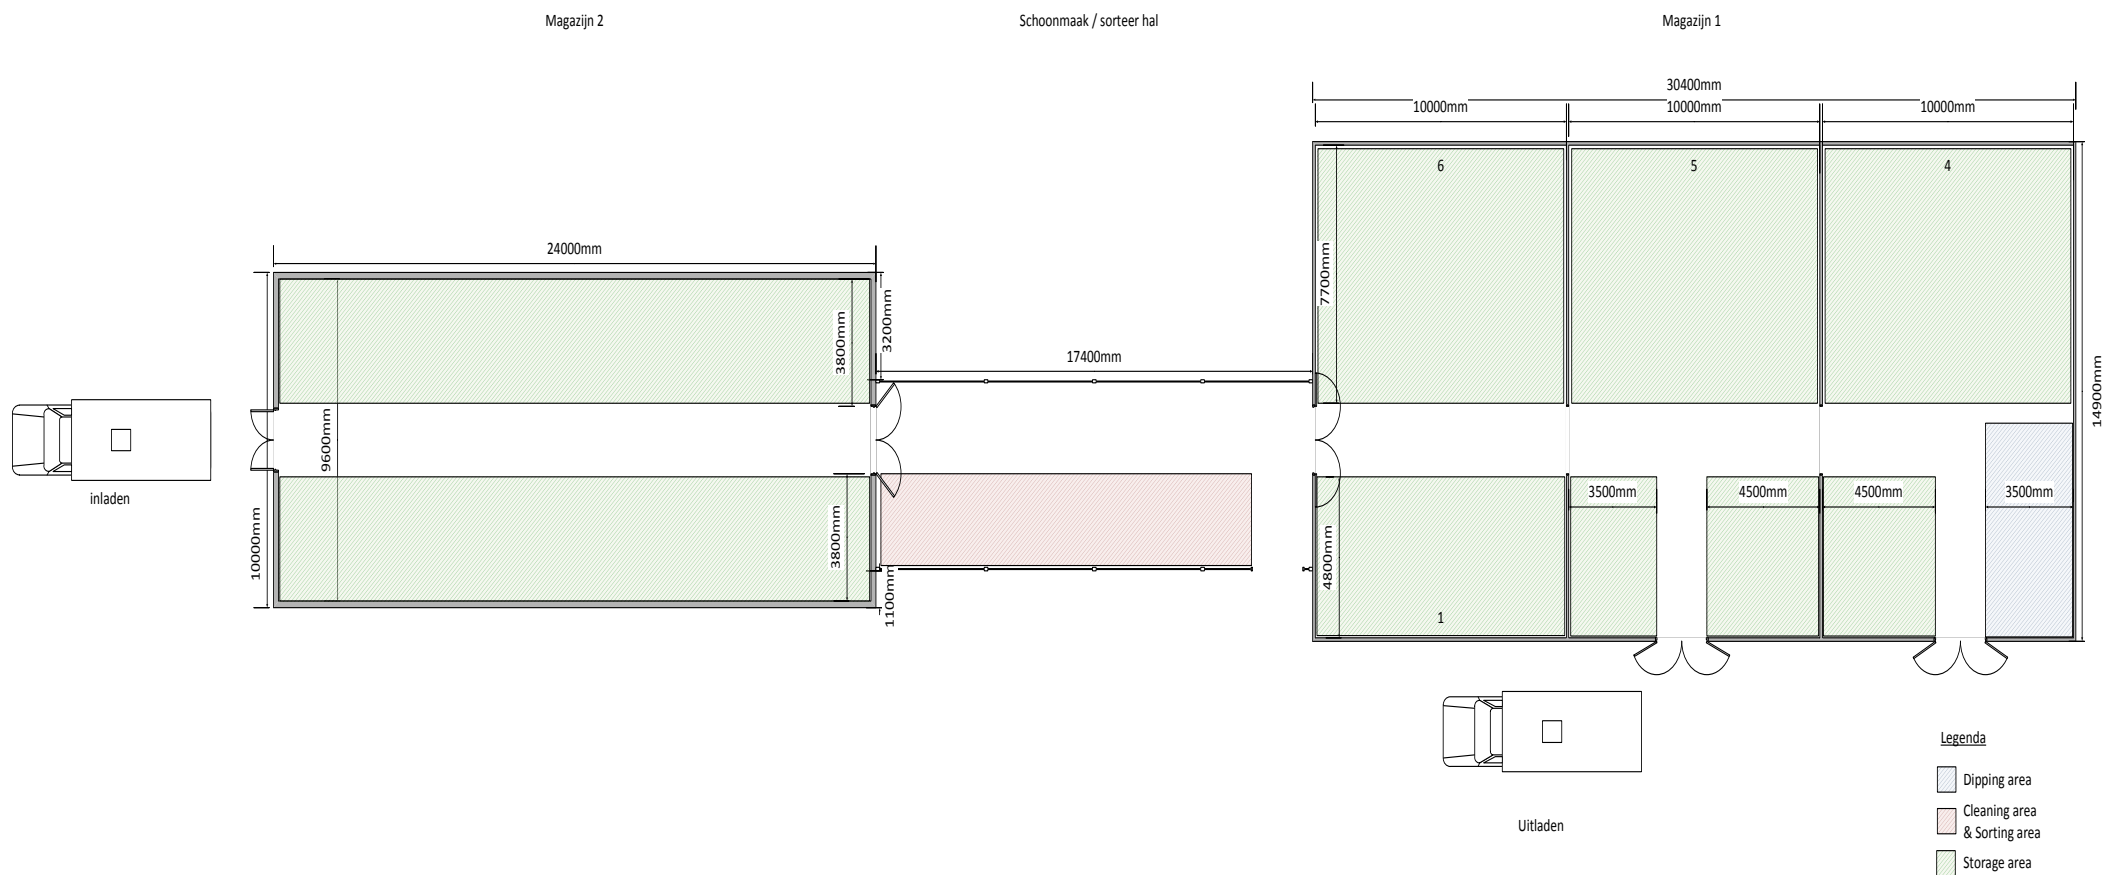 Magazijn 2
Schoonmaak / sorteer hal
Magazijn 1
30400mm
10000mm
10000mm
10000mm
6
5
4
24000mm
7700mm
3200mm
3800mm
17400mm
14900mm
9600mm
inladen
10000mm
3800mm
1100mm
3500mm
4500mm
4500mm
3500mm
4800mm
1
Legenda
Dipping area
Cleaning area
& Sorting area
Storage area
Uitladen